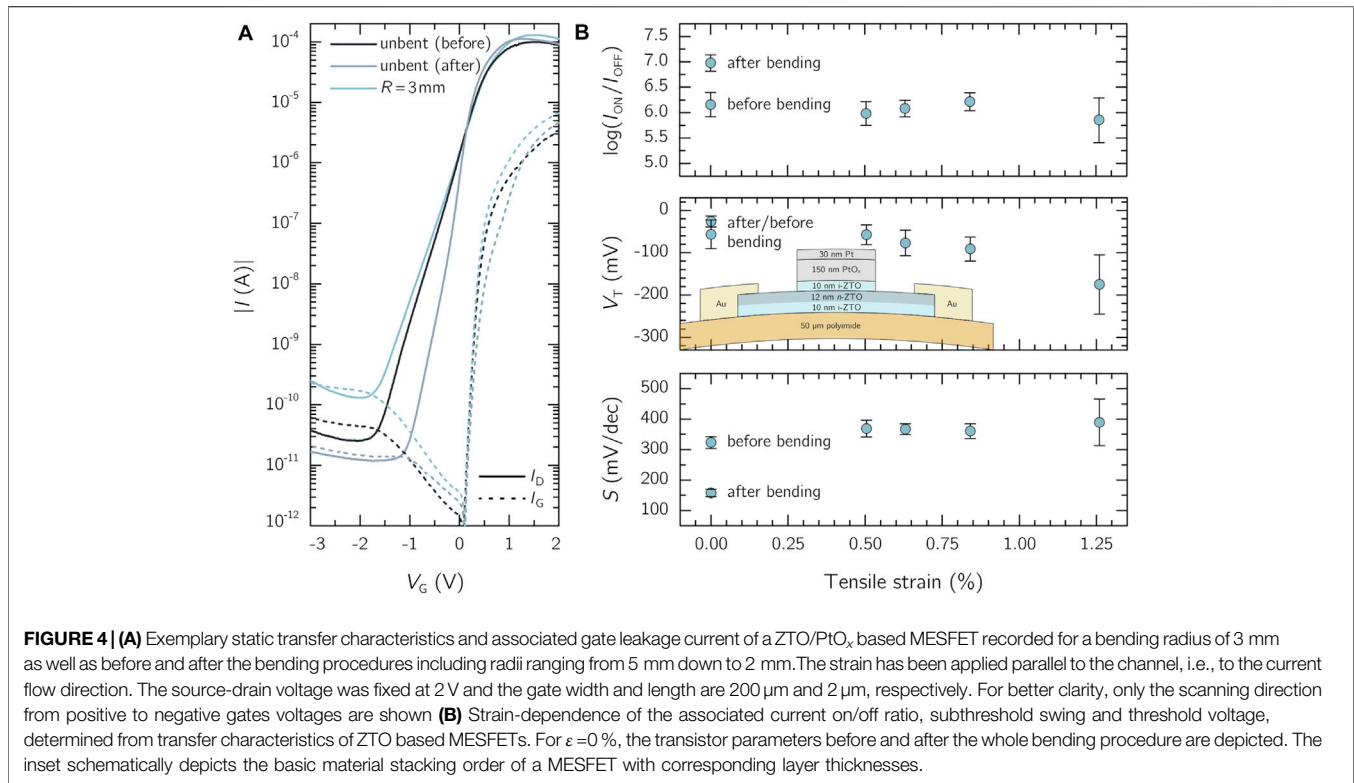 A
unbent (before)
unbent (after)
R = 3 mm
|I (A)|
10⁻⁴
10⁻⁵
10⁻⁶
10⁻⁷
10⁻⁸
10⁻⁹
10⁻¹⁰
10⁻¹¹
10⁻¹²
I_D
I_G
-3 -2 -1 0 1 2
V_G (V)
B
log(I_ON/I_OFF)
7.5
7.0
6.5
6.0
5.5
5.0
after bending
before bending
V_T (mV)
0
-100
-200
-300
after/before
bending
30 nm Pt
150 nm PtOₓ
10 nm i-ZTO
12 nm n-ZTO
10 nm i-ZTO
Au
Au
50 µm polyimide
S (mV/dec)
500
400
300
200
100
before bending
after bending
0.00 0.25 0.50 0.75 1.00 1.25
Tensile strain (%)
FIGURE 4 | (A) Exemplary static transfer characteristics and associated gate leakage current of a ZTO/PtOₓ based MESFET recorded for a bending radius of 3 mm
as well as before and after the bending procedures including radii ranging from 5 mm down to 2 mm.The strain has been applied parallel to the channel, i.e., to the current
flow direction. The source-drain voltage was fixed at 2 V and the gate width and length are 200 µm and 2 µm, respectively. For better clarity, only the scanning direction
from positive to negative gates voltages are shown (B) Strain-dependence of the associated current on/off ratio, subthreshold swing and threshold voltage,
determined from transfer characteristics of ZTO based MESFETs. For ε =0 %, the transistor parameters before and after the whole bending procedure are depicted. The
inset schematically depicts the basic material stacking order of a MESFET with corresponding layer thicknesses.